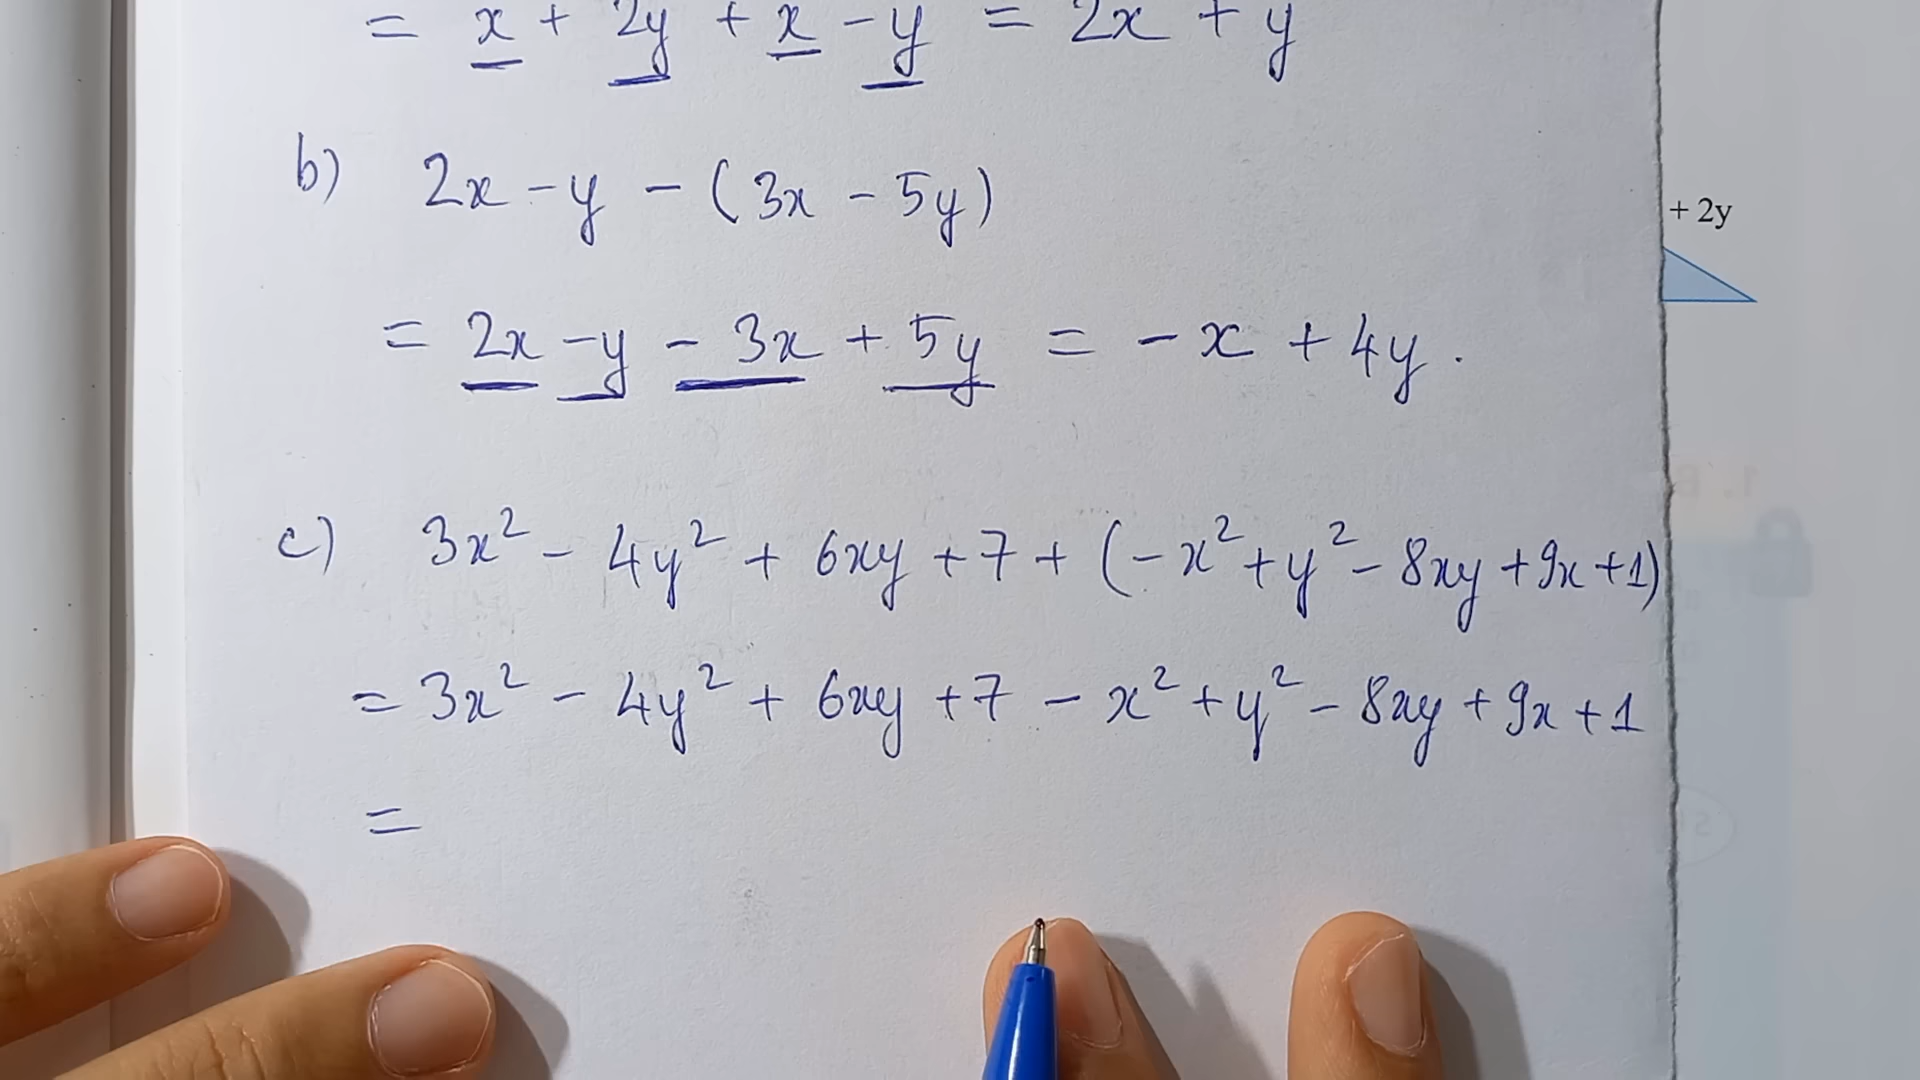 = x + 2y + x - y = 2x + y
b) 2x - y - (3x - 5y)
+ 2y
= 2x - y - 3x + 5y = - x + 4y .
c) 3x² - 4y² + 6xy + 7 + (- x² + y² - 8xy + 9x + 1)
= 3x² - 4y² + 6xy + 7 - x² + y² - 8xy + 9x + 1
=